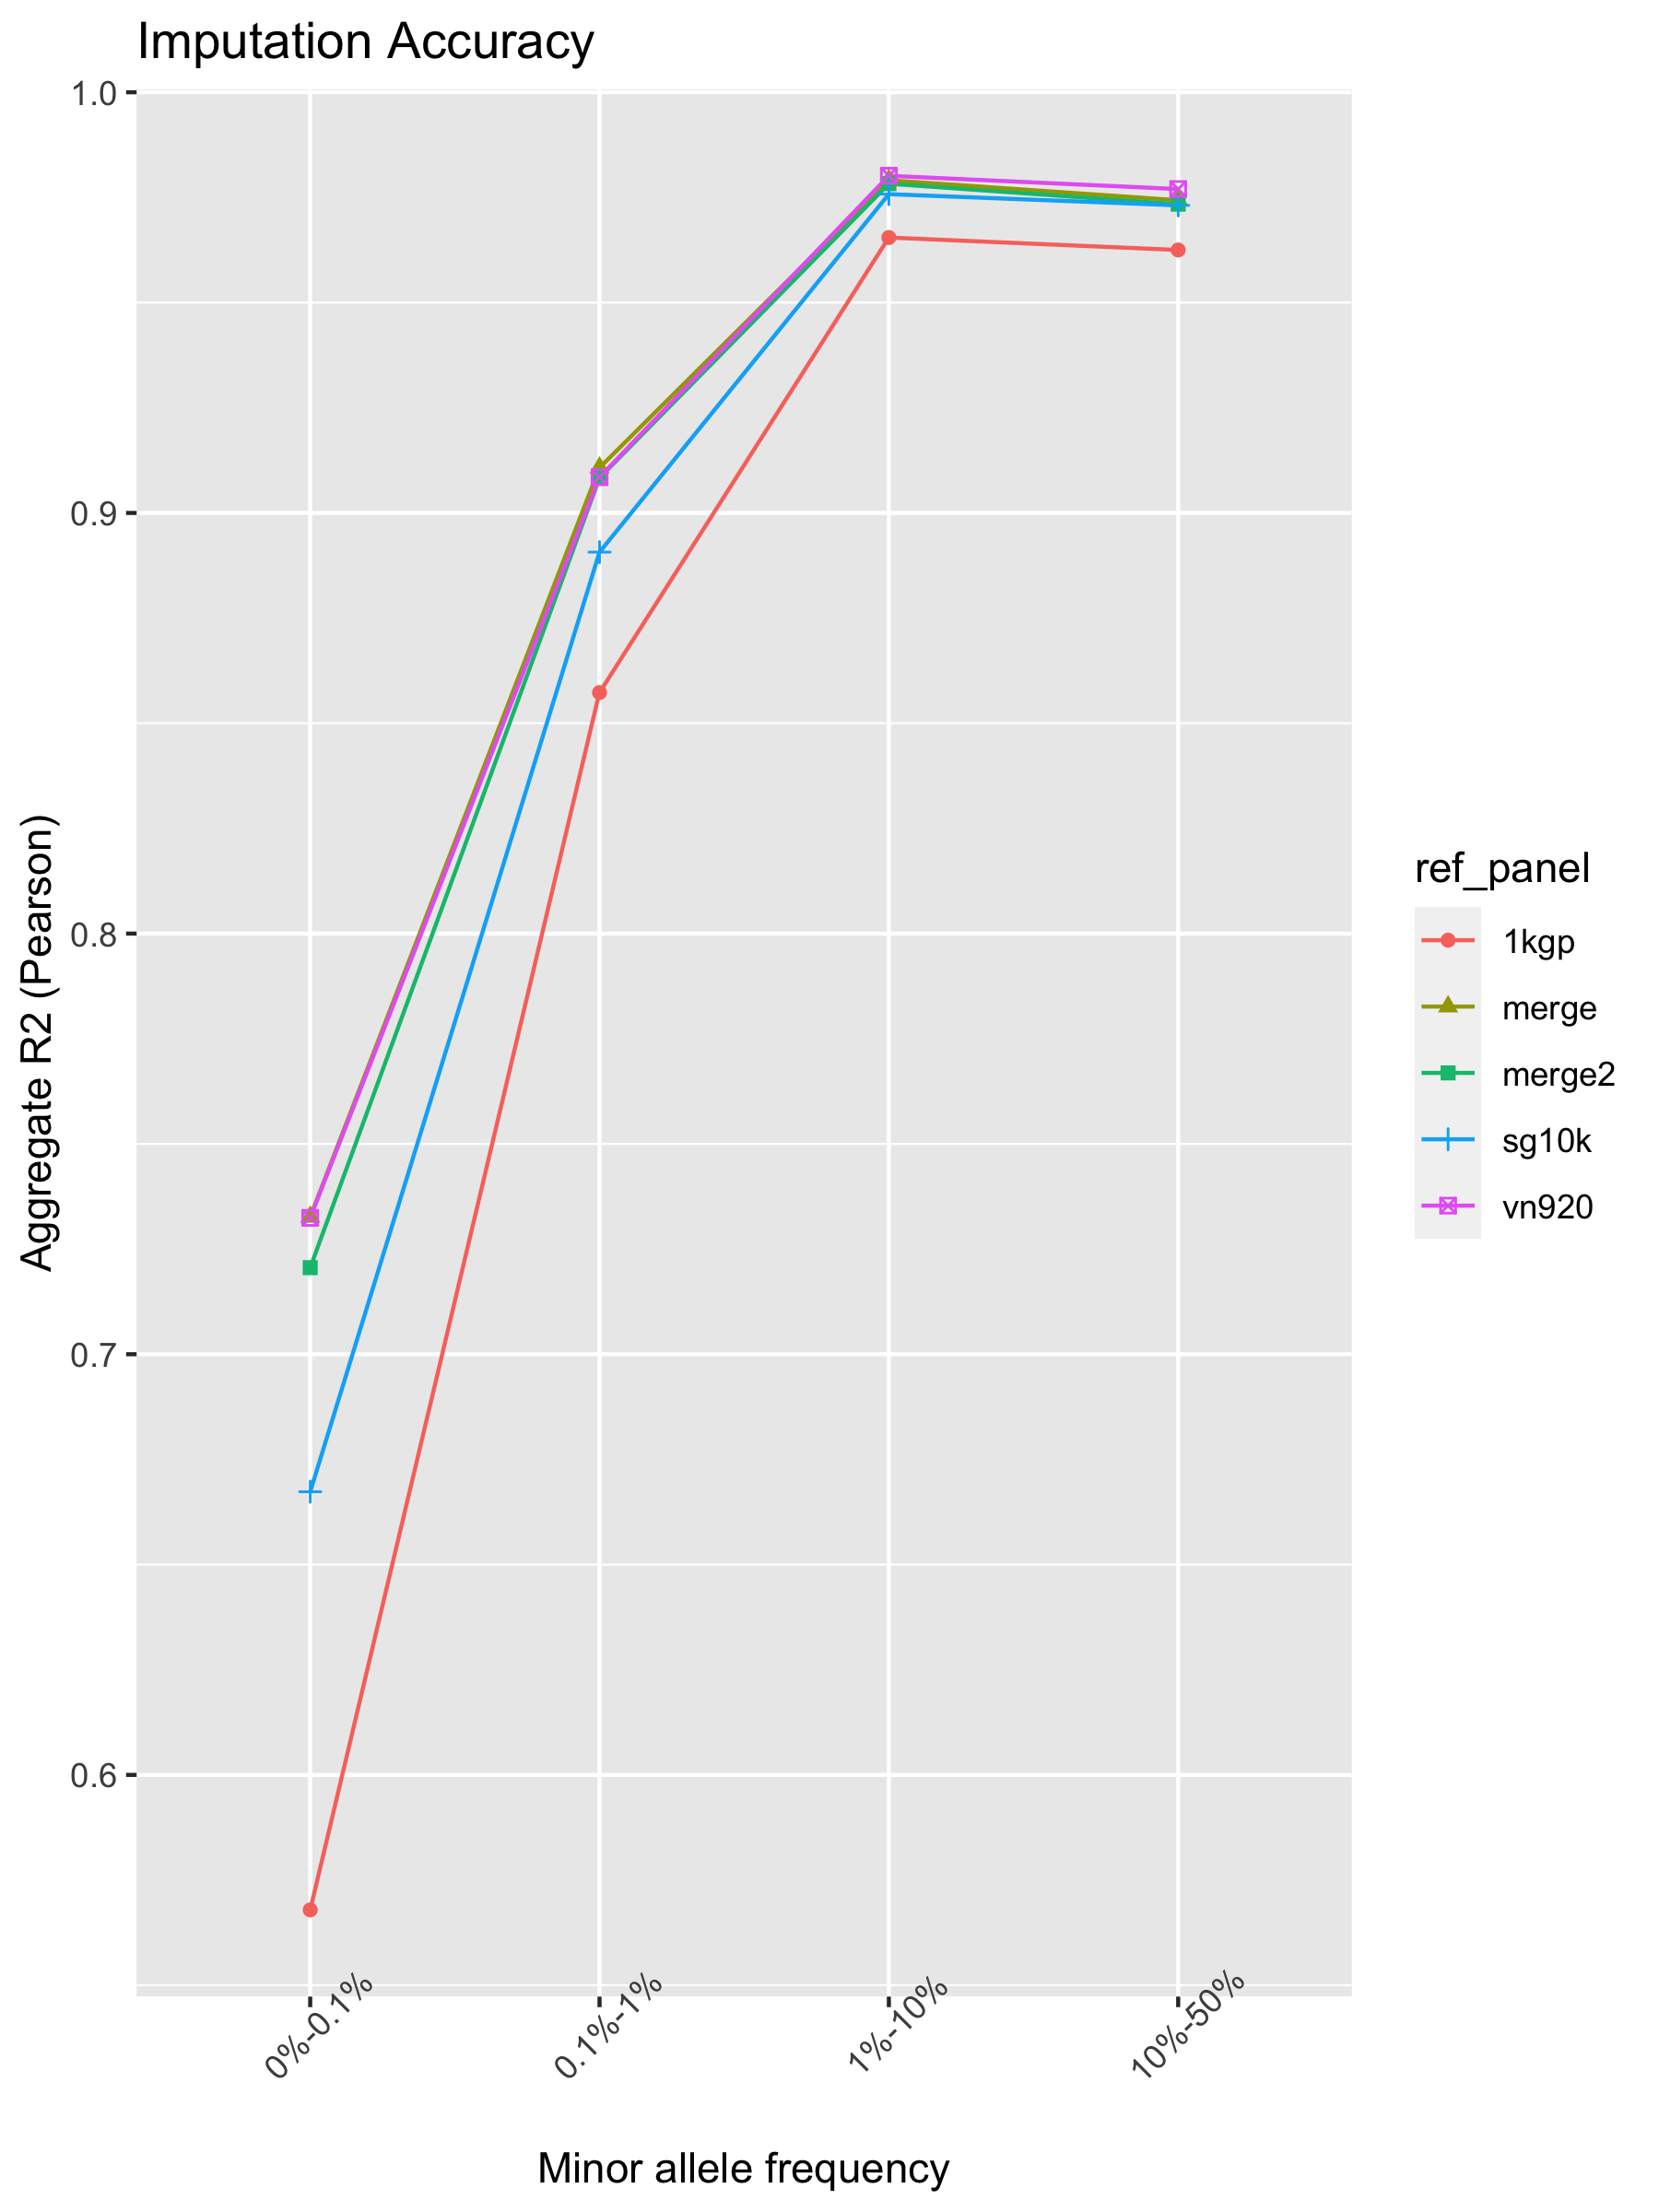 Imputation Accuracy
1.0
0.9
0.8
0.7
0.6
Aggregate R2 (Pearson)
0%-0.1%
0.1%-1%
1%-10%
10%-50%
Minor allele frequency
ref_panel
1kgp
merge
merge2
sg10k
vn920